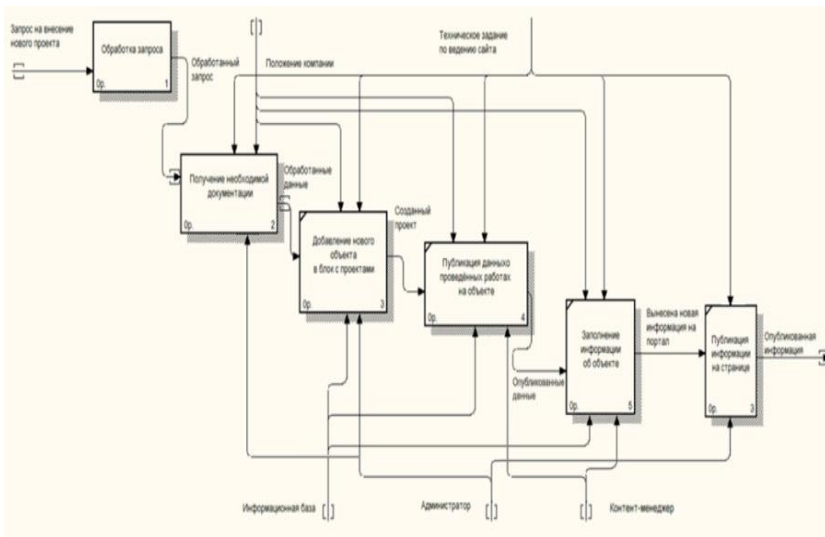 Запрос на внесение
нового проекта
Обработка запроса
0р.
1
Обработанный
запрос
Положение компании
Техническое задание
по ведению сайта
Получение необходимой
документации
0р.
2
Обработанные
данные
Добавление нового
объекта
в блок с проектами
0р.
3
Созданный
проект
Публикация данныхо
проведённых работах
на объекте
0р.
4
Опубликованные
данные
Заполнение
информации
об объекте
0р.
5
Вынесена новая
информация на
портал
Публикация
информации
на странице
0р.
3
Опубликованная
информация
Информационная база
Администратор
Контент-менеджер